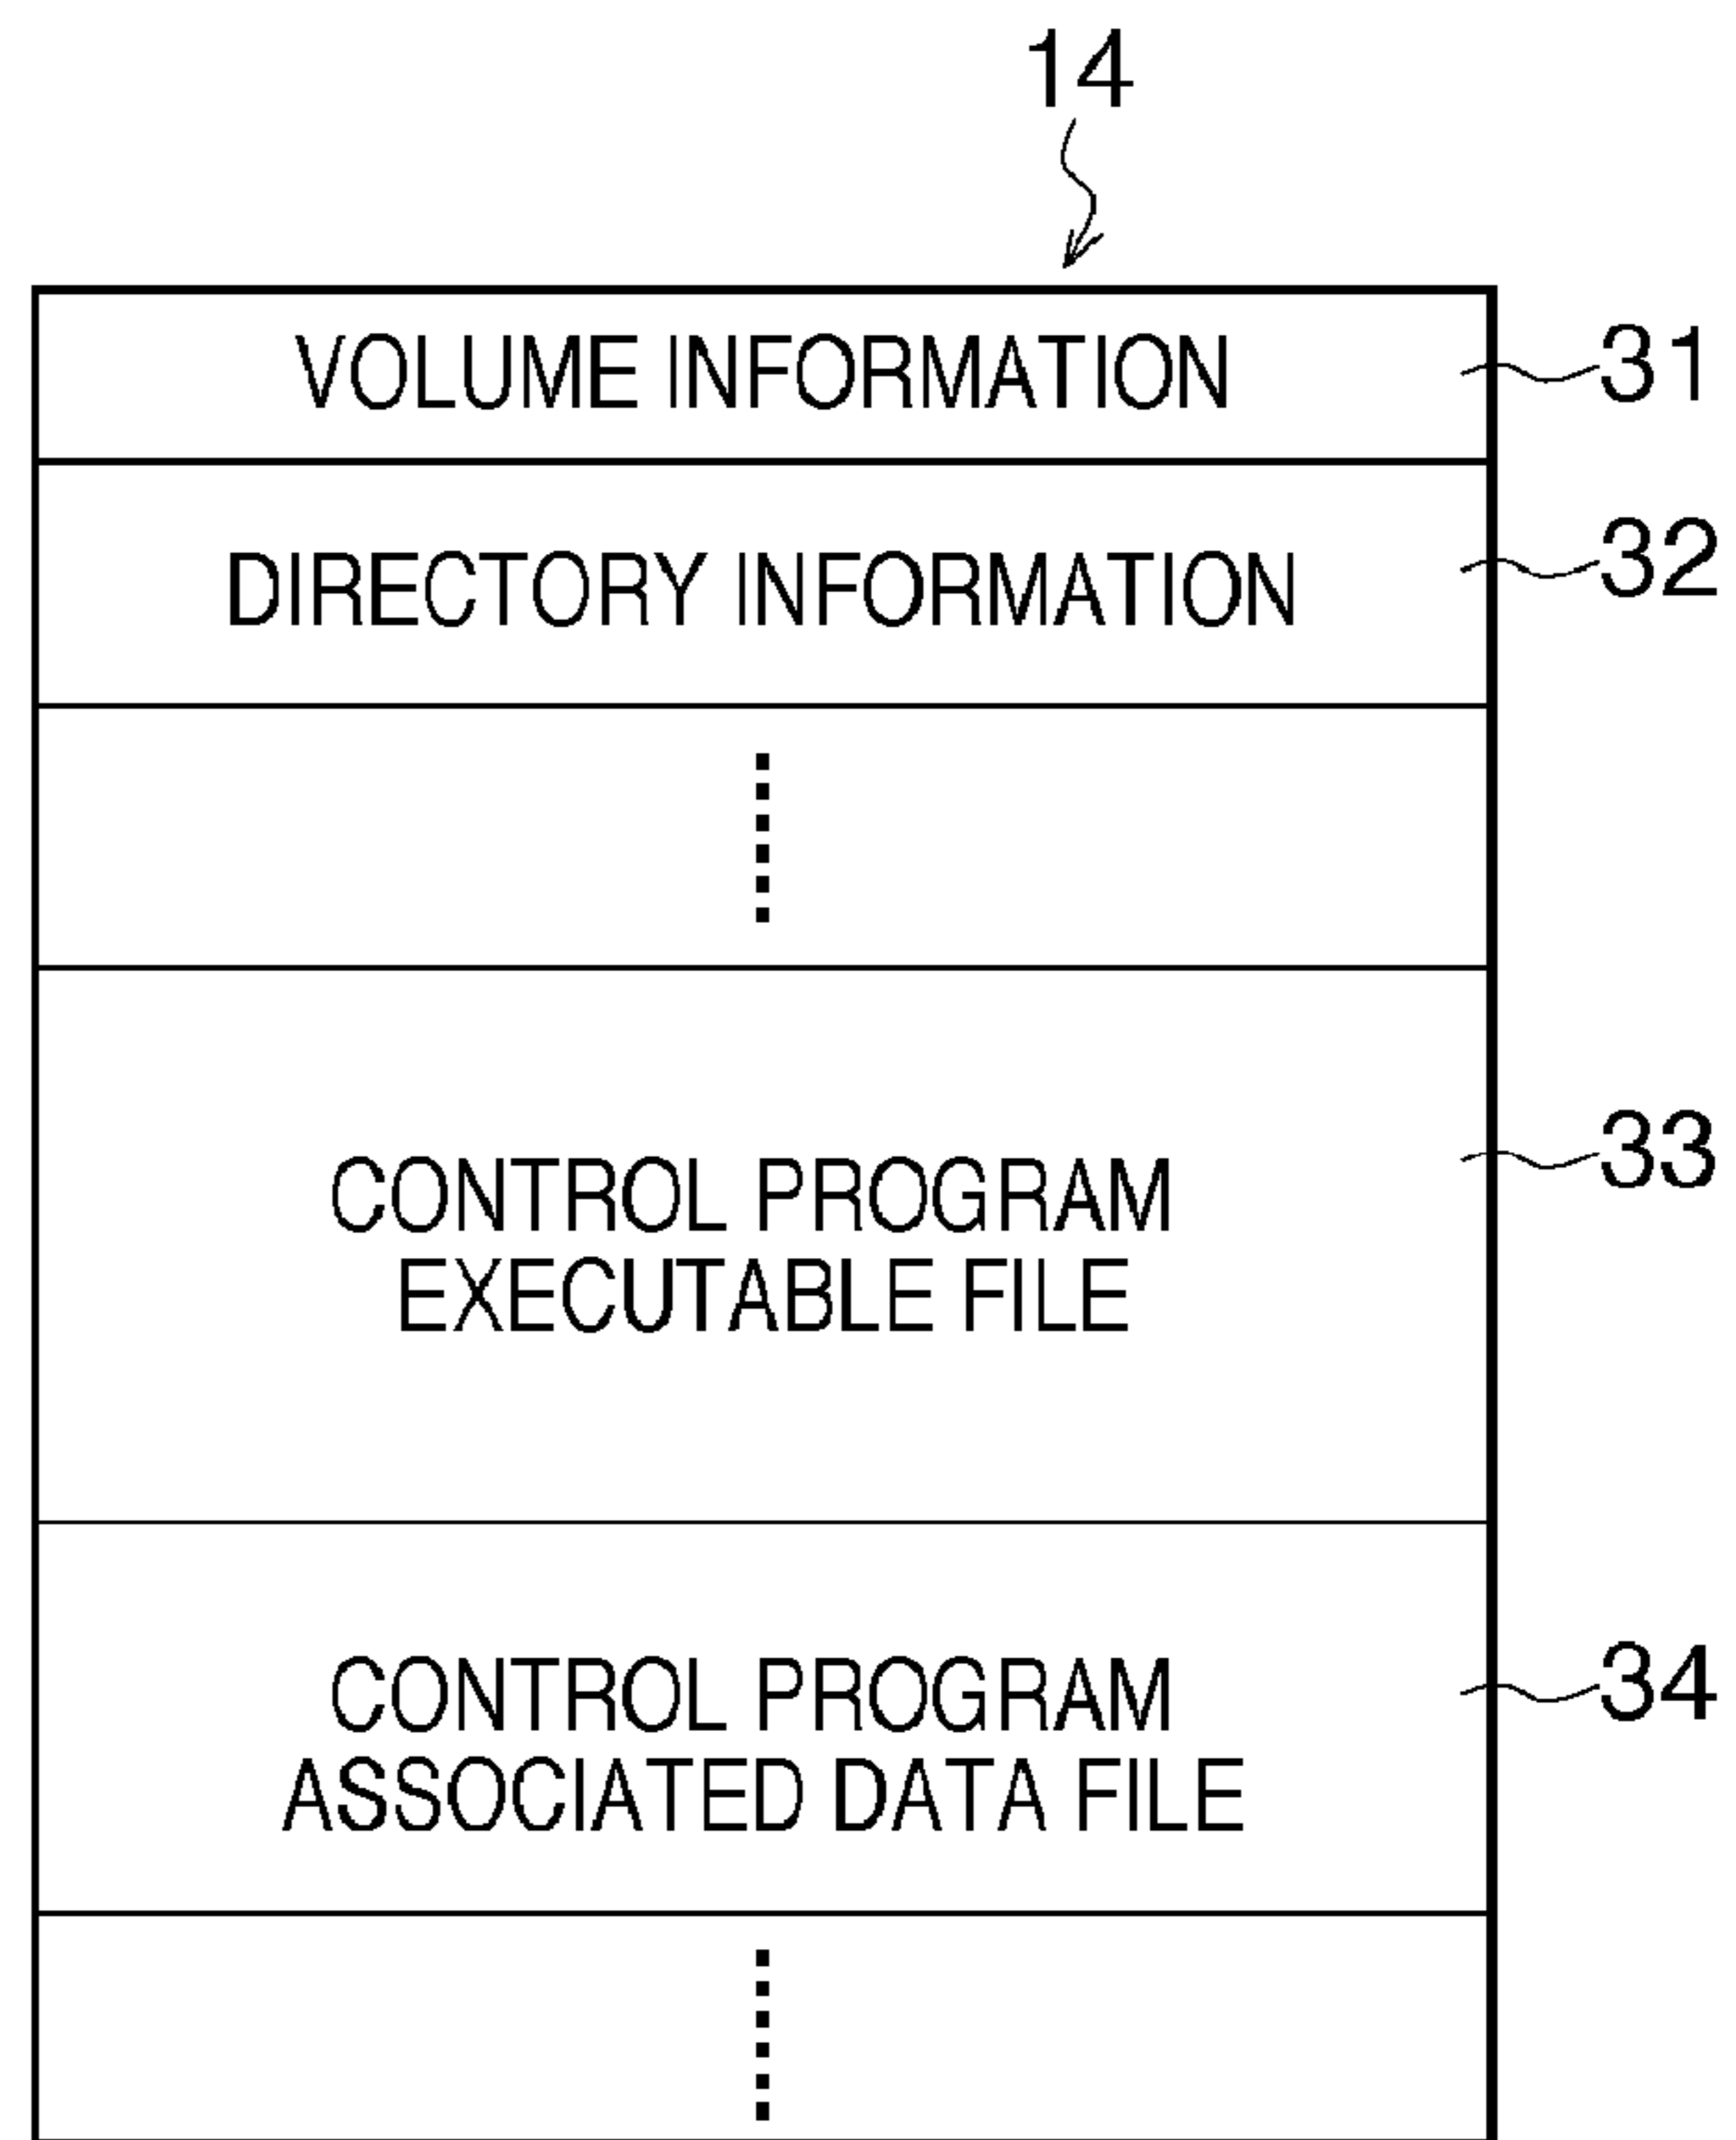 14
VOLUME INFORMATION
31
DIRECTORY INFORMATION
32
CONTROL PROGRAM
EXECUTABLE FILE
33
CONTROL PROGRAM
ASSOCIATED DATA FILE
34